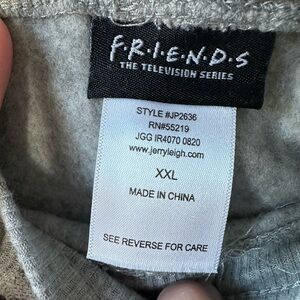 F·R·I·E·N·D·S
THE TELEVISION SERIES
STYLE #JP2636
RN#55219
JGG IR4070 0820
www.jerryleigh.com
XXL
MADE IN CHINA
SEE REVERSE FOR CARE